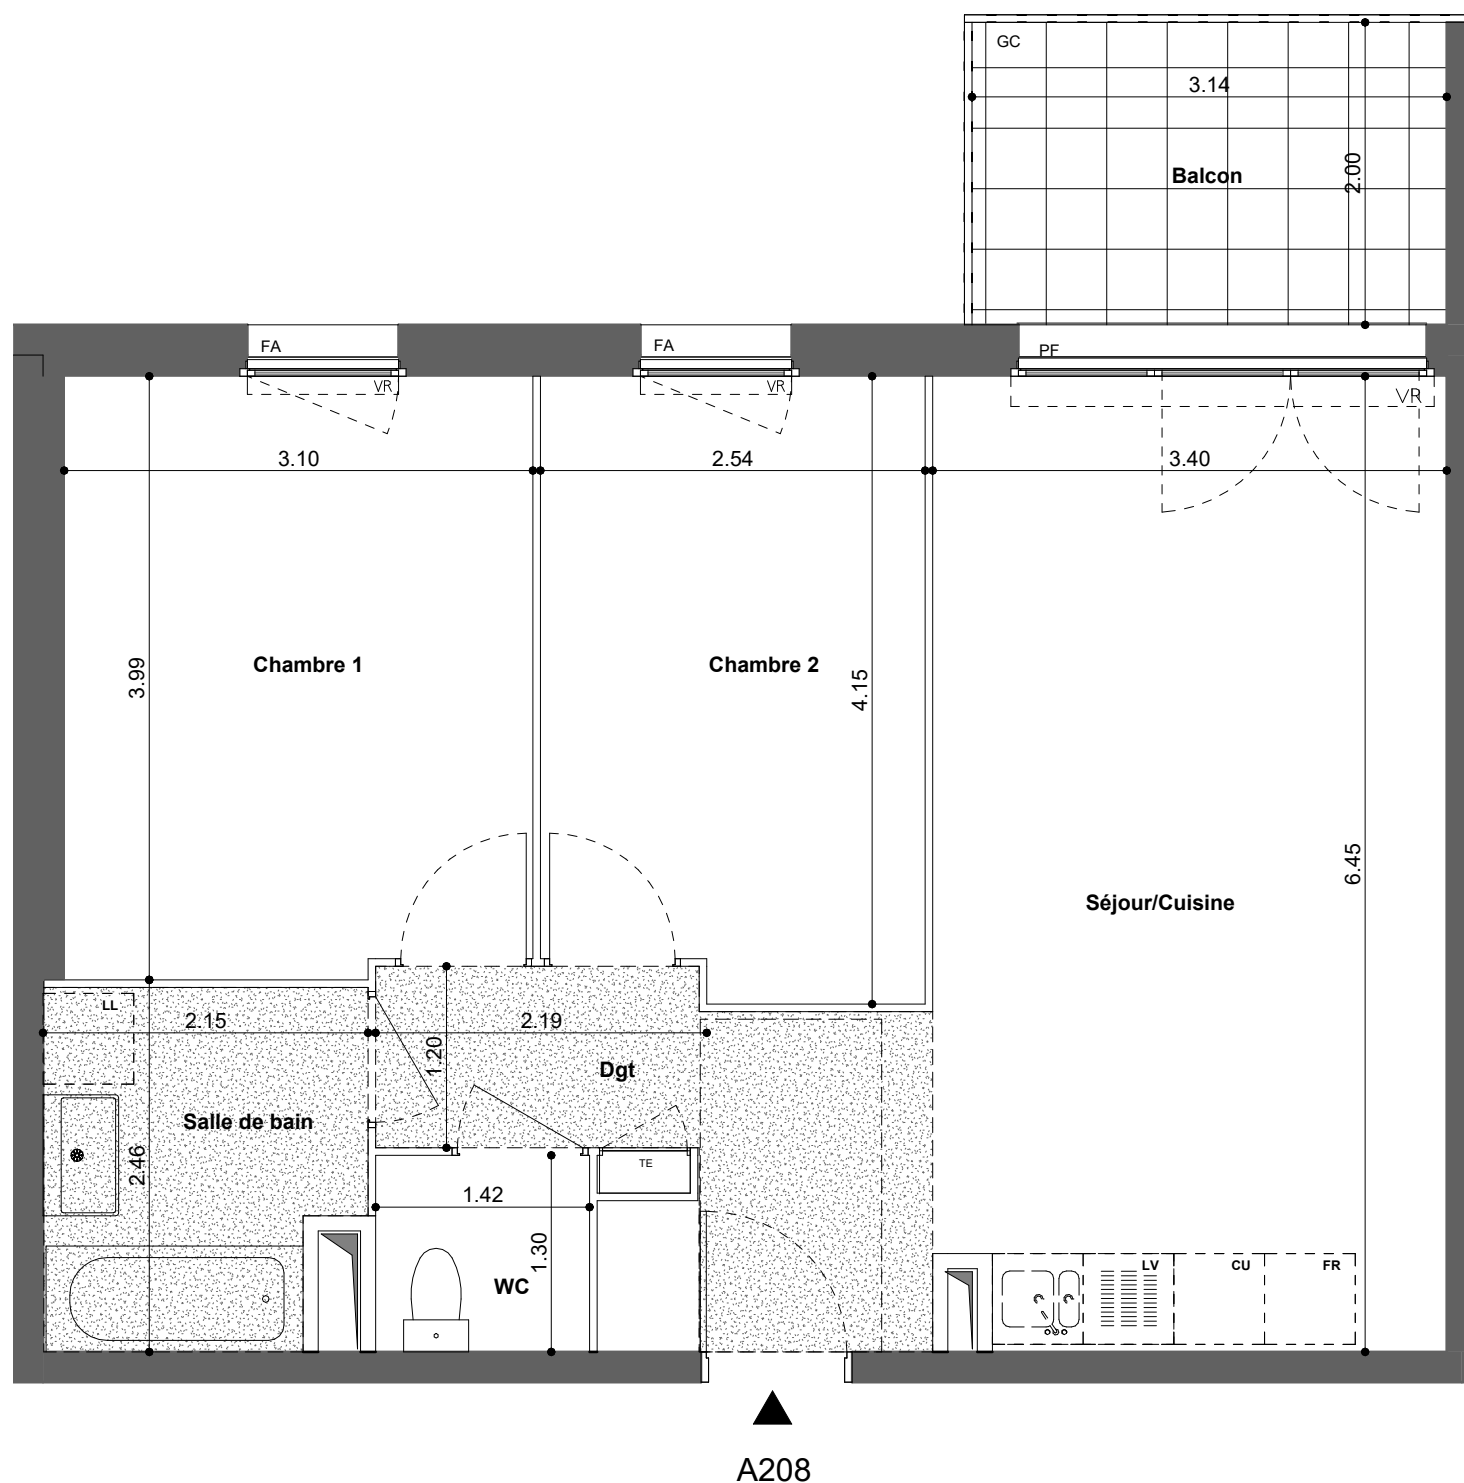 GC
3.14
Balcon
2.00
FA
FA
PF
VR
VR
VR
3.10
2.54
3.40
Chambre 1
Chambre 2
3.99
4.15
6.45
Séjour/Cuisine
LL
2.15
2.19
1.20
Dgt
Salle de bain
2.46
TE
1.42
1.30
WC
LV
CU
FR
A208